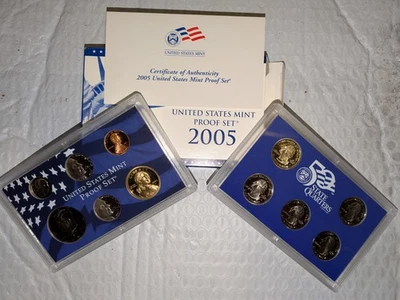 UNITED STATES MINT
Certificate of Authenticity
2005 United States Mint Proof Set®
UNITED STATES MINT
PROOF SET®
2005
UNITED STATES MINT
PROOF SET®
50
STATE
QUARTERS